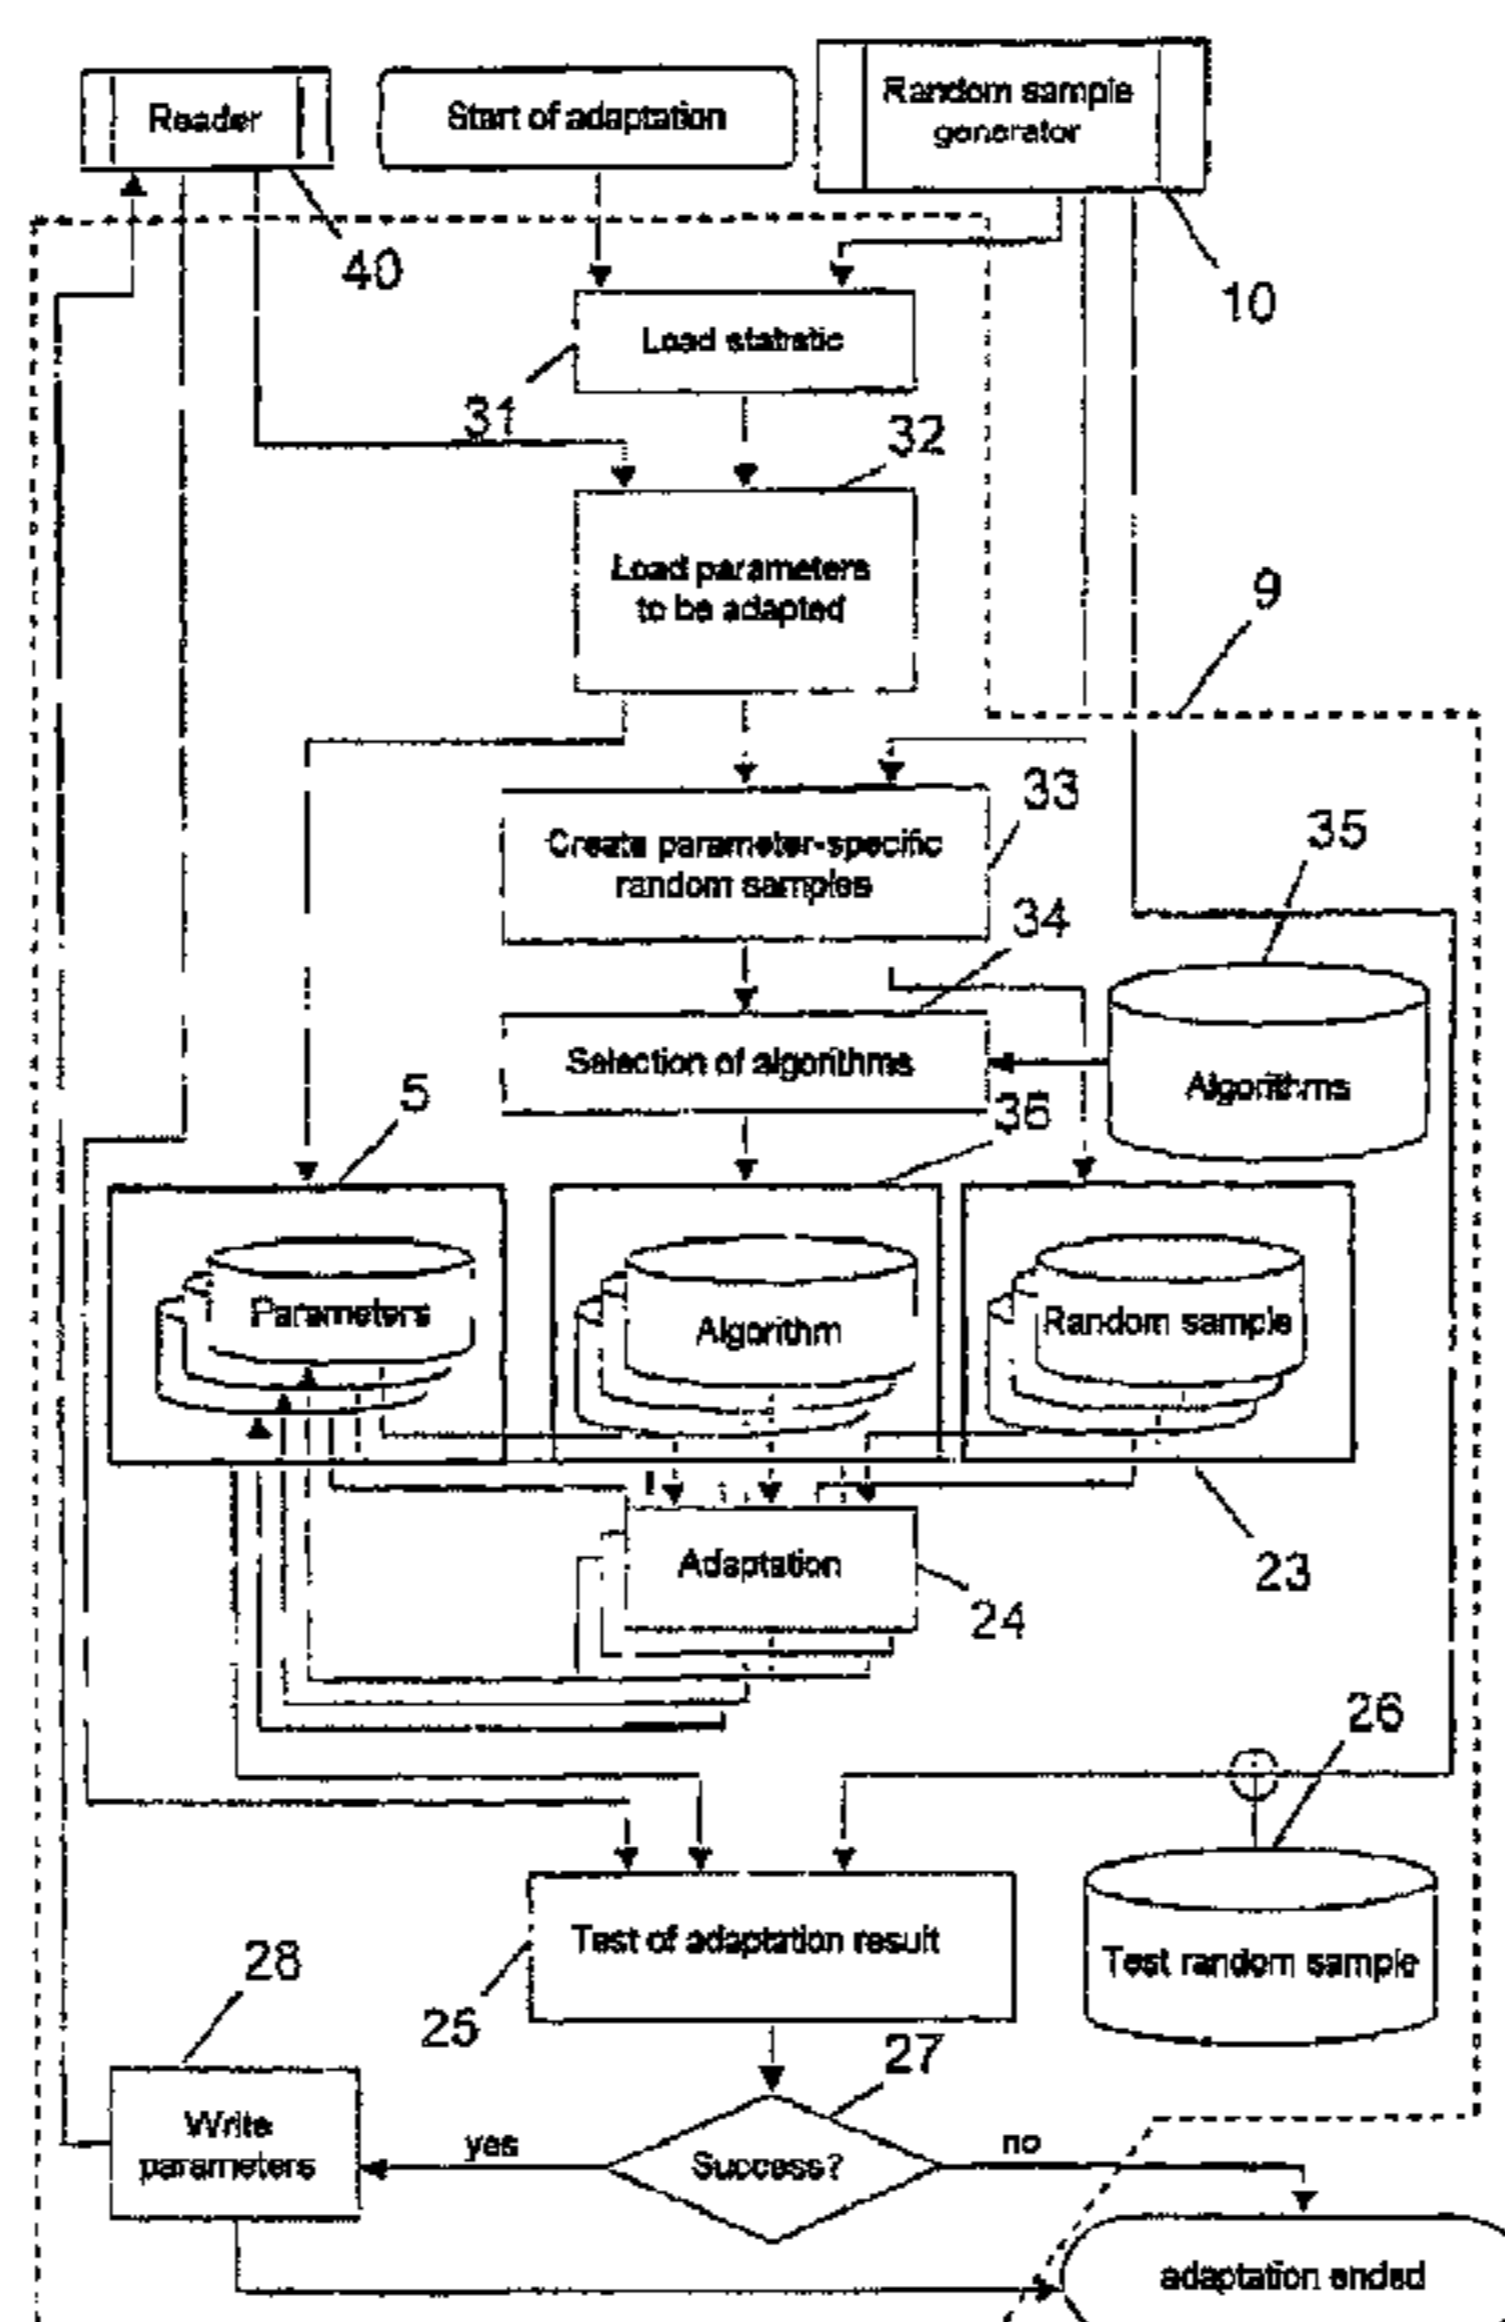 Reader
Start of adaptation
Random sample
generator
40
10
Load statistic
31
32
Load parameters
to be adapted
9
33
Create parameter-specific
random samples
35
34
Selection of algorithms
Algorithms
5
36
Parameters
Algorithm
Random sample
Adaptation
23
24
26
Test of adaptation result
Test random sample
25
28
27
Write
parameters
yes
Success?
no
adaptation ended